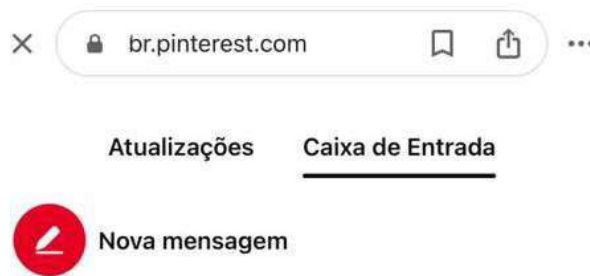 br.pinterest.com
Atualizações Caixa de Entrada
Nova mensagem